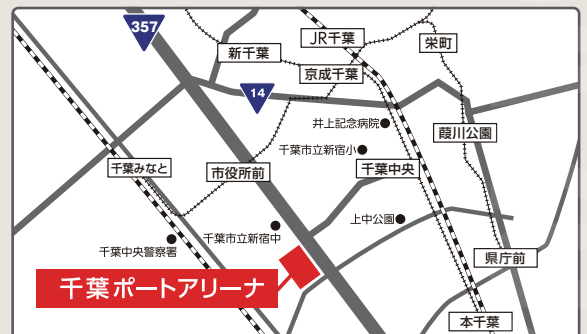 357
JR千葉
栄町
新千葉
京成千葉
14
井上記念病院
葭川公園
千葉市立新宿小
千葉みなと
市役所前
千葉中央
上中公園
千葉市立新宿中
千葉中央警察署
県庁前
千葉ポートアリーナ
本千葉